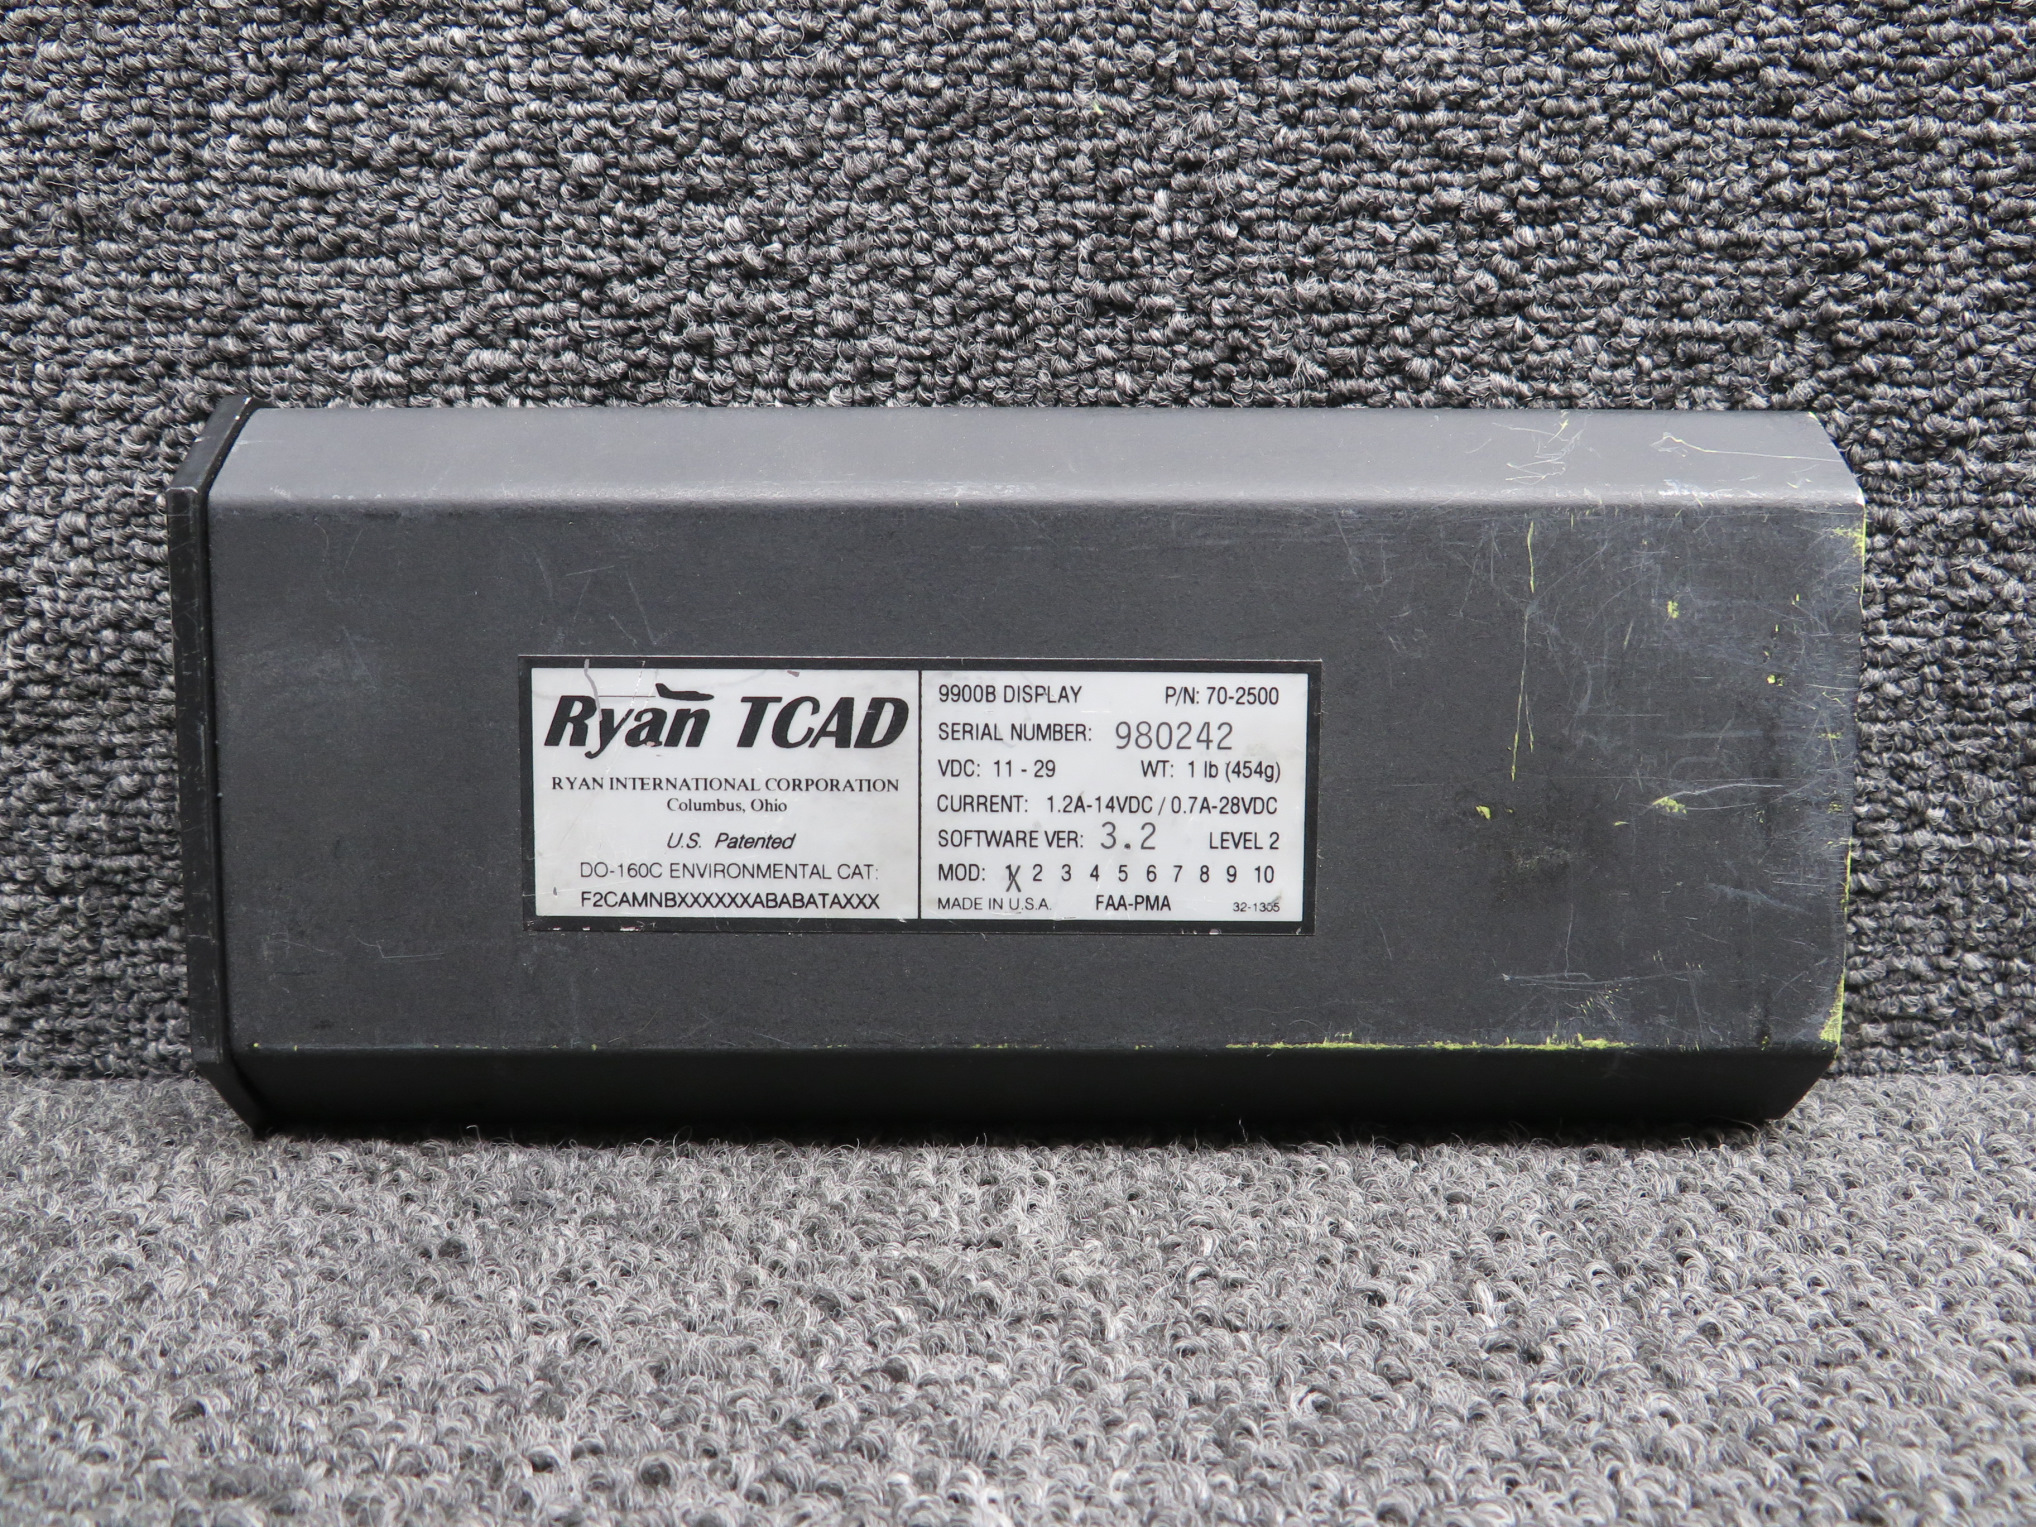 Ryan TCAD
RYAN INTERNATIONAL CORPORATION
Columbus, Ohio
U.S. Patented
DO-160C ENVIRONMENTAL CAT:
F2CAMNBXXXXXXABABATAXXX
9900B DISPLAY P/N: 70-2500
SERIAL NUMBER: 980242
VDC: 11 - 29 WT: 1 lb (454g)
CURRENT: 1.2A-14VDC / 0.7A-28VDC
SOFTWARE VER: 3.2 LEVEL 2
MOD: 1 2 3 4 5 6 7 8 9 10
MADE IN U.S.A. FAA-PMA 32-1305